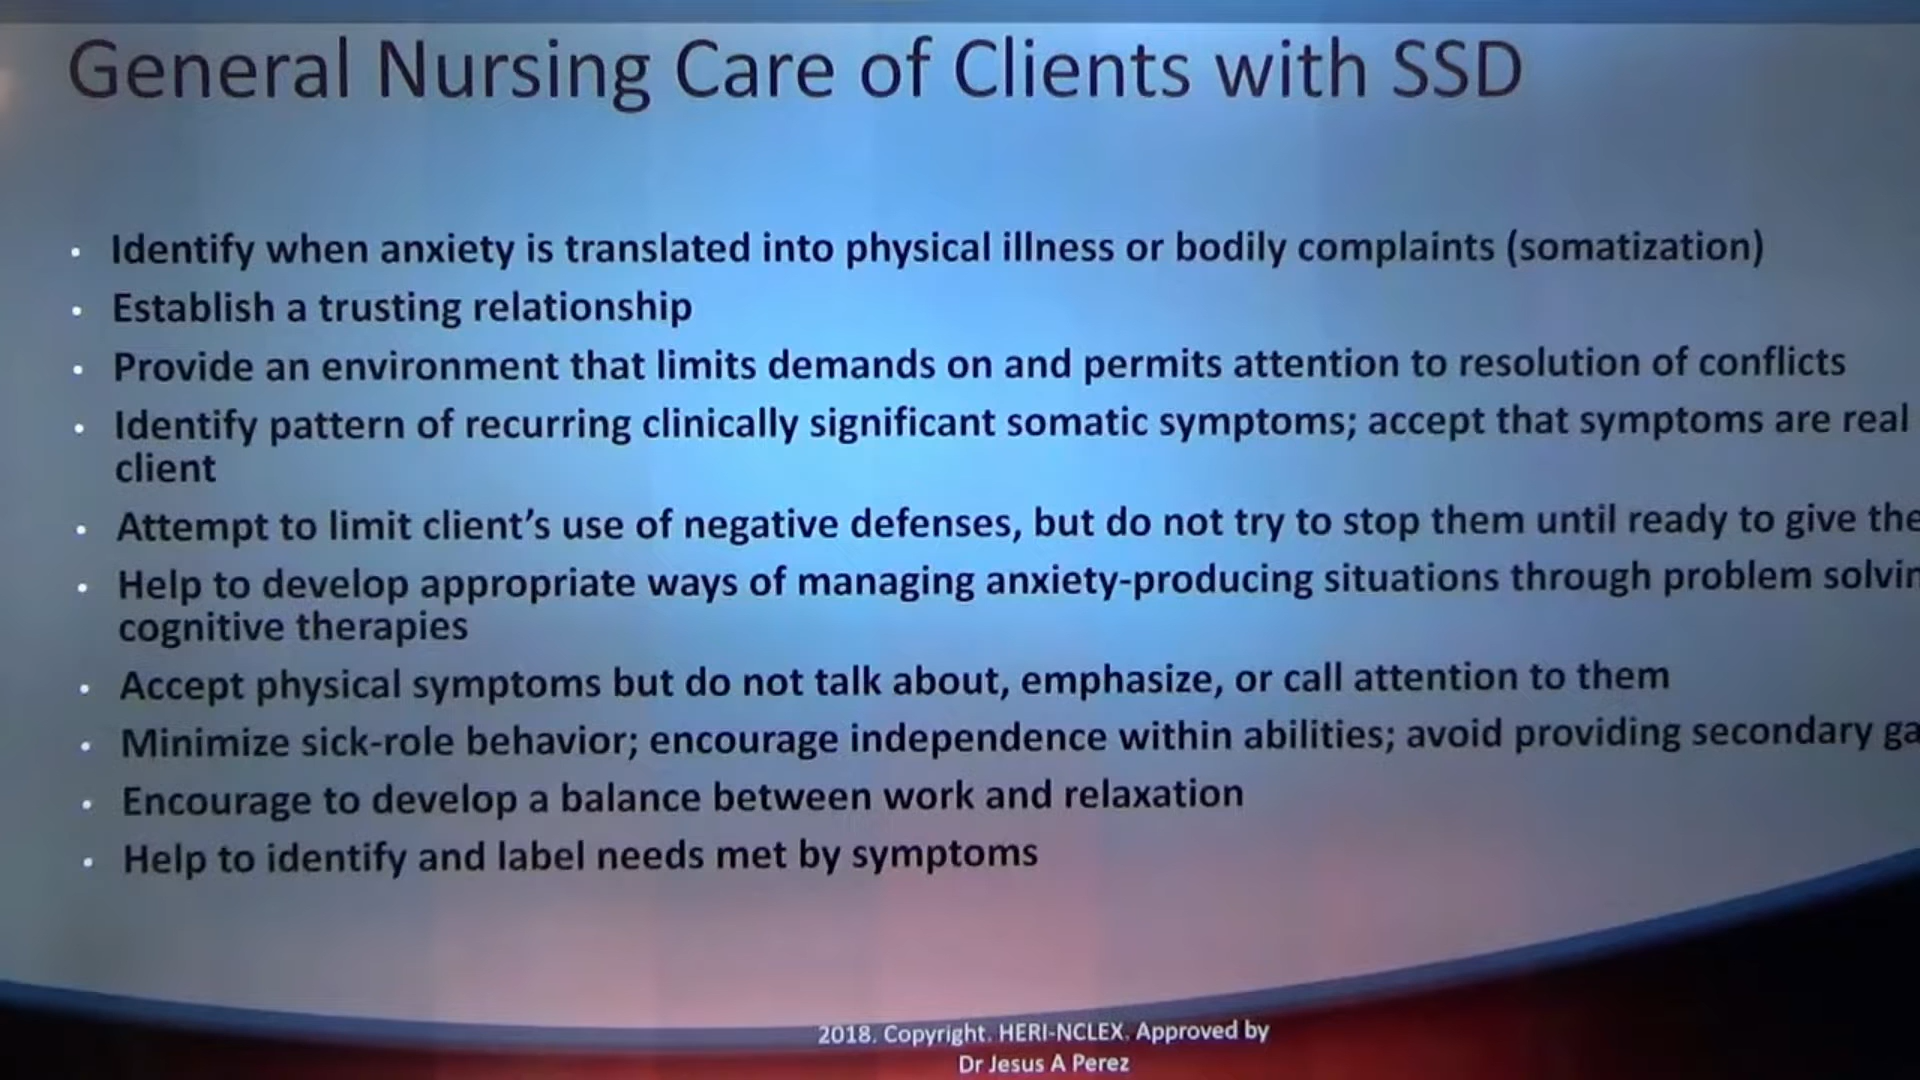 General Nursing Care of Clients with SSD
• Identify when anxiety is translated into physical illness or bodily complaints (somatization)
• Establish a trusting relationship
• Provide an environment that limits demands on and permits attention to resolution of conflicts
• Identify pattern of recurring clinically significant somatic symptoms; accept that symptoms are real
client
• Attempt to limit client’s use of negative defenses, but do not try to stop them until ready to give
• Help to develop appropriate ways of managing anxiety-producing situations through problem
cognitive therapies
• Accept physical symptoms but do not talk about, emphasize, or call attention to them
• Minimize sick-role behavior; encourage independence within abilities; avoid providing secondary
• Encourage to develop a balance between work and relaxation
• Help to identify and label needs met by symptoms
2018. Copyright. HERI-NCLEX. Approved by
Dr Jesus A Perez